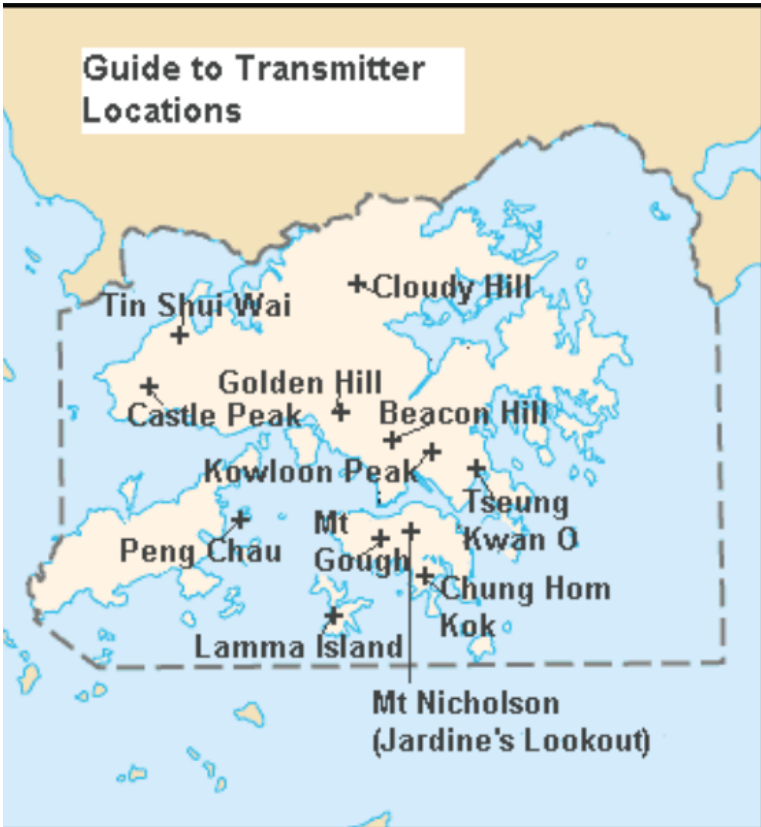 Guide to Transmitter
Locations
Cloudy Hill
Tin Shui Wai
Golden Hill
Castle Peak
Beacon Hill
Kowloon Peak
Tseung
Kwan O
Mt
Gough
Peng Chau
Chung Hom
Kok
Lamma Island
Mt Nicholson
(Jardine's Lookout)